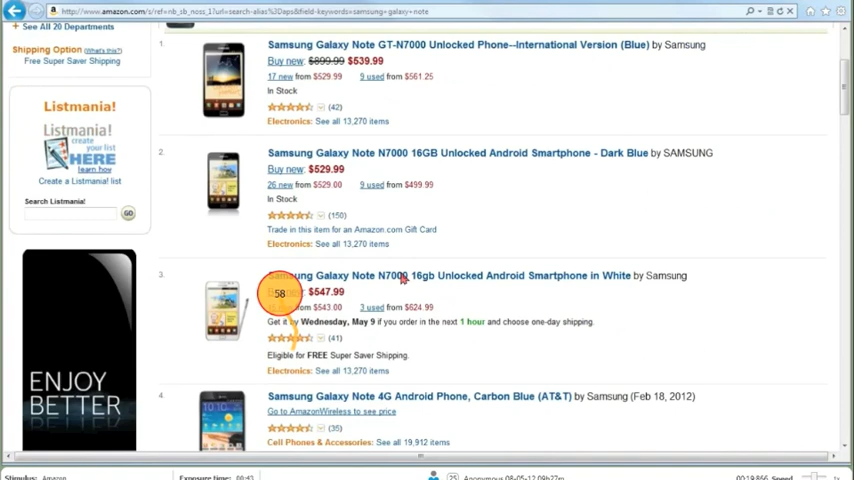 http://www.amazon.com/s/ref=nb_sb_noss_1?url=search-alias%3Daps&field-keywords=samsung+galaxy+note
See All 20 Departments
Shipping Option (What's this?)
Free Super Saver Shipping
Listmania!
Listmania!
create your list
HERE
learn how
Create a Listmania! list
Search Listmania!
GO
ENJOY
BETTER
1.
Samsung Galaxy Note GT-N7000 Unlocked Phone--International Version (Blue) by Samsung
Buy new: $899.99 $539.99
17 new from $529.99 9 used from $561.25
In Stock
(42)
Electronics: See all 13,270 items
2.
Samsung Galaxy Note N7000 16GB Unlocked Android Smartphone - Dark Blue by SAMSUNG
Buy new: $529.99
26 new from $529.00 9 used from $499.99
In Stock
(150)
Trade in this item for an Amazon.com Gift Card
Electronics: See all 13,270 items
3.
Samsung Galaxy Note N7000 16gb Unlocked Android Smartphone in White by Samsung
58
$547.99
from $543.00 3 used from $624.99
Get it by Wednesday, May 9 if you order in the next 1 hour and choose one-day shipping.
(41)
Eligible for FREE Super Saver Shipping.
Electronics: See all 13,270 items
4.
Samsung Galaxy Note 4G Android Phone, Carbon Blue (AT&T) by Samsung (Feb 18, 2012)
Go to AmazonWireless to see price
(35)
Cell Phones & Accessories: See all 19,912 items
Stimulus: Amazon Exposure time: 00:43 [25] Anonymous 08-05-12 09h27m 00:19:866 Speed 1x